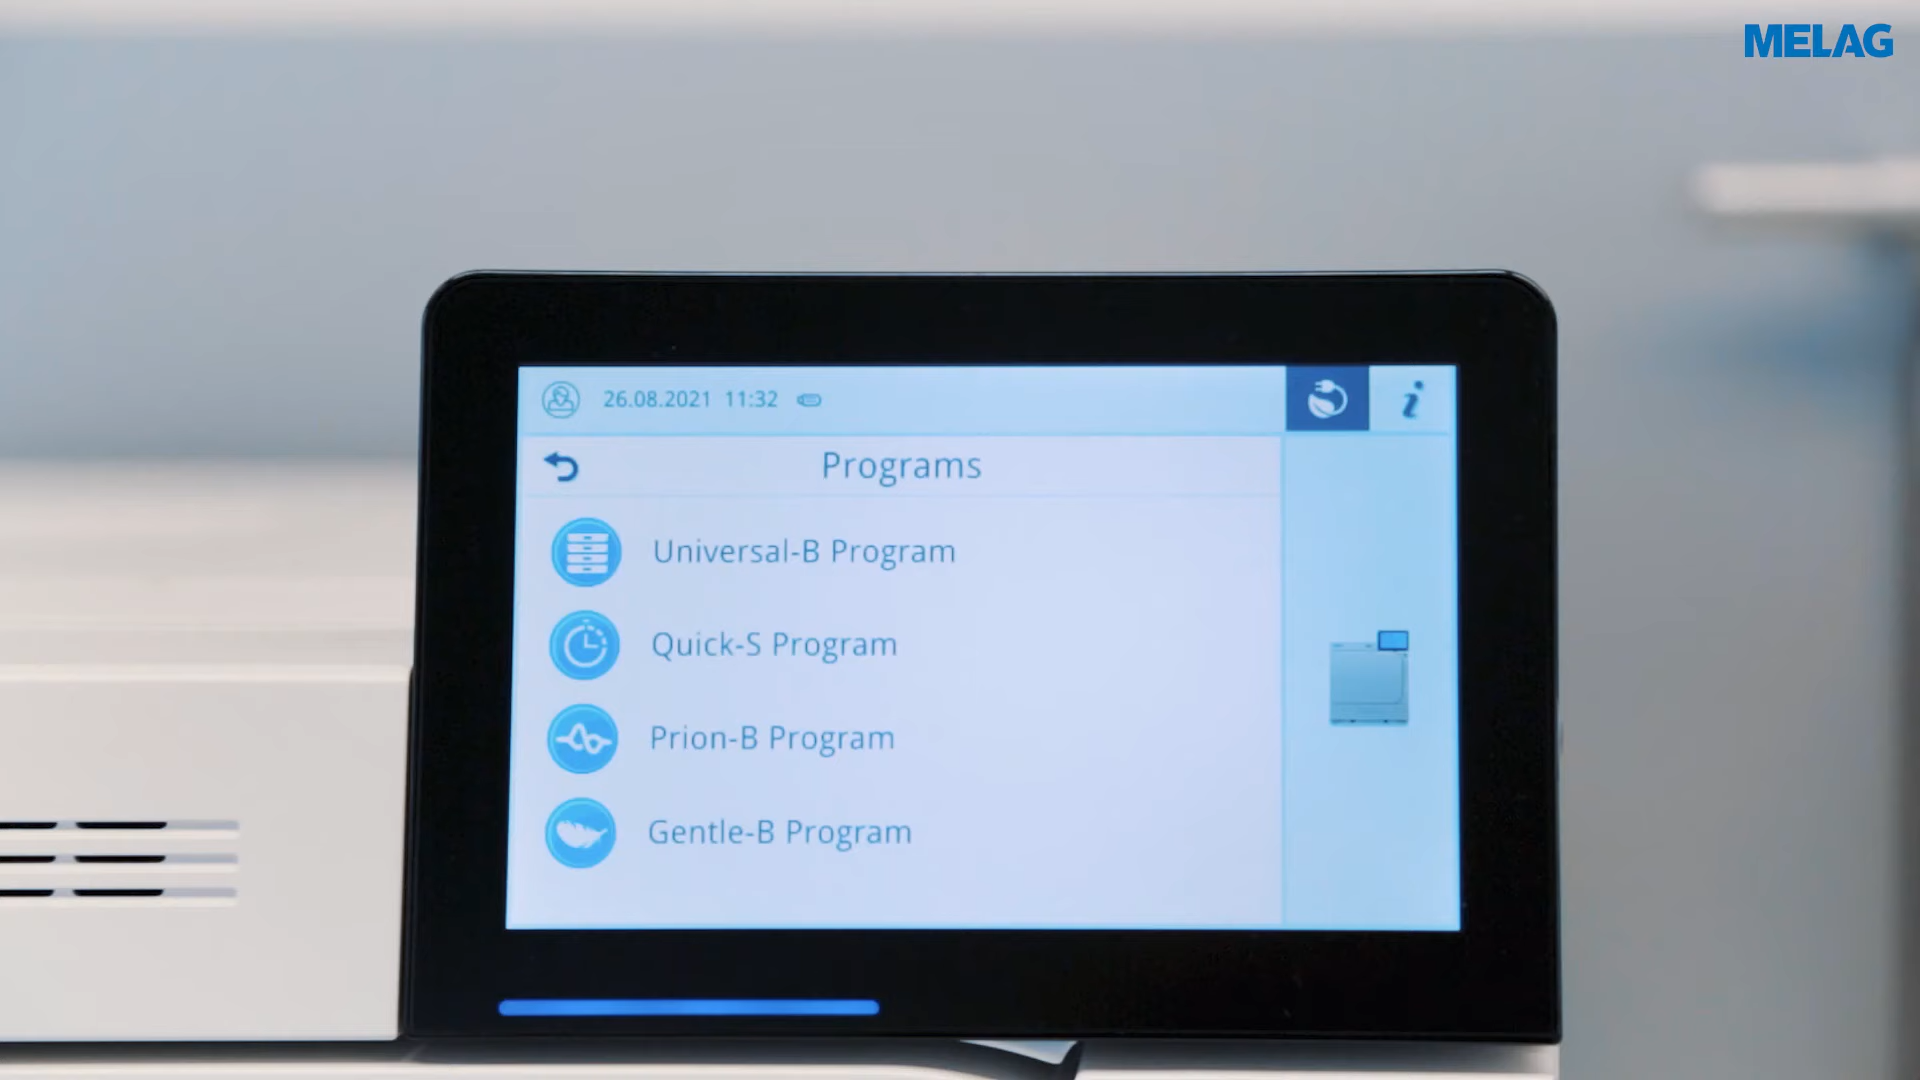 MELAG
26.08.2021 11:32
i
Programs
Universal-B Program
Quick-S Program
Prion-B Program
Gentle-B Program